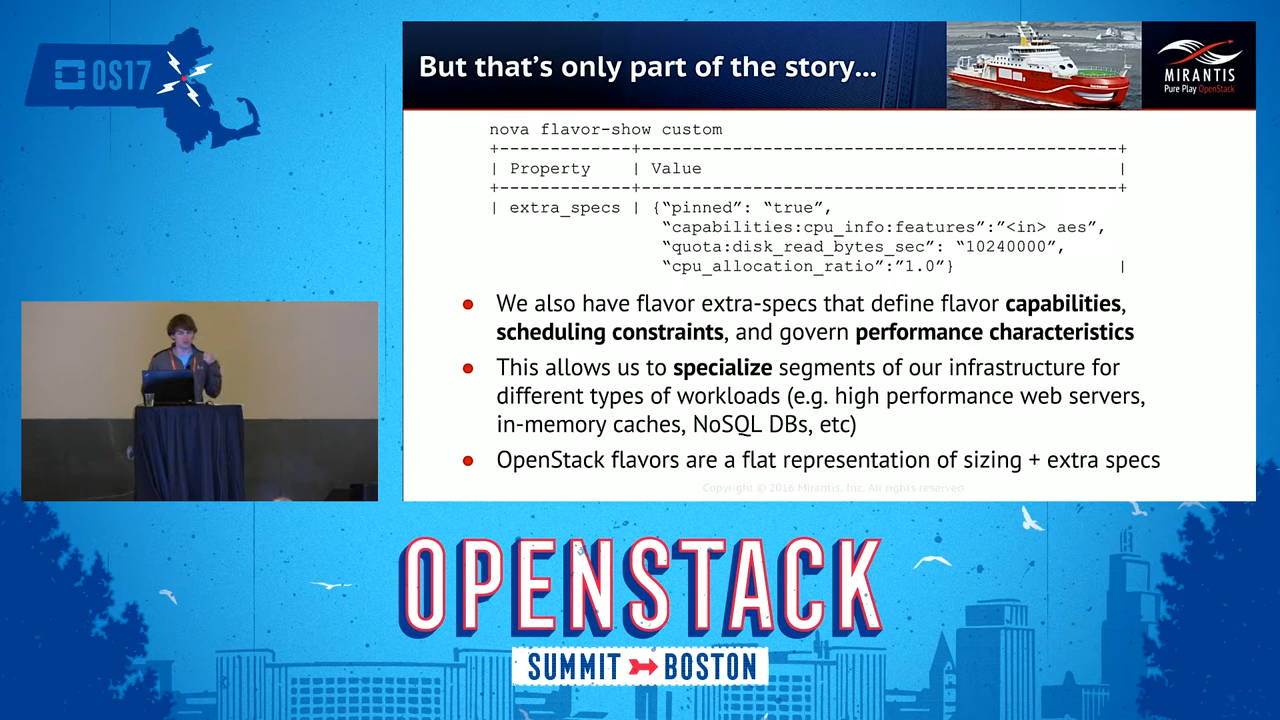 OS17
But that's only part of the story...
MIRANTIS
Pure Play OpenStack
nova flavor-show custom
+-------------+------------------------------------------------+
| Property | Value |
+-------------+------------------------------------------------+
| extra_specs | {“pinned”: “true”,
“capabilities:cpu_info:features”:”<in> aes”,
“quota:disk_read_bytes_sec”: “10240000”,
“cpu_allocation_ratio”:”1.0”} |
• We also have flavor extra-specs that define flavor capabilities,
scheduling constraints, and govern performance characteristics
• This allows us to specialize segments of our infrastructure for
different types of workloads (e.g. high performance web servers,
in-memory caches, NoSQL DBs, etc)
• OpenStack flavors are a flat representation of sizing + extra specs
Copyright © 2016 Mirantis, Inc. All rights reserved
OPENSTACK
SUMMIT BOSTON